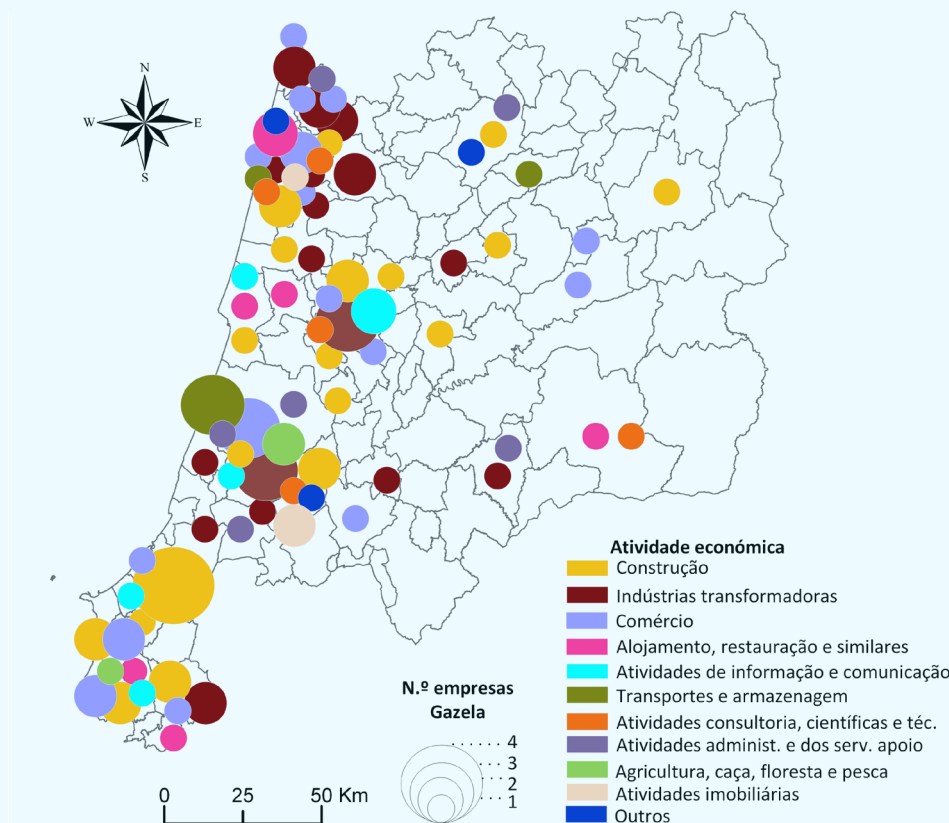 N
W
E
S
Atividade económica
Construção
Indústrias transformadoras
Comércio
Alojamento, restauração e similares
Atividades de informação e comunicação
Transportes e armazenagem
Atividades consultoria, científicas e téc.
Atividades administ. e dos serv. apoio
Agricultura, caça, floresta e pesca
Atividades imobiliárias
Outros
N.º empresas
Gazela
4
3
2
1
0 25 50 Km